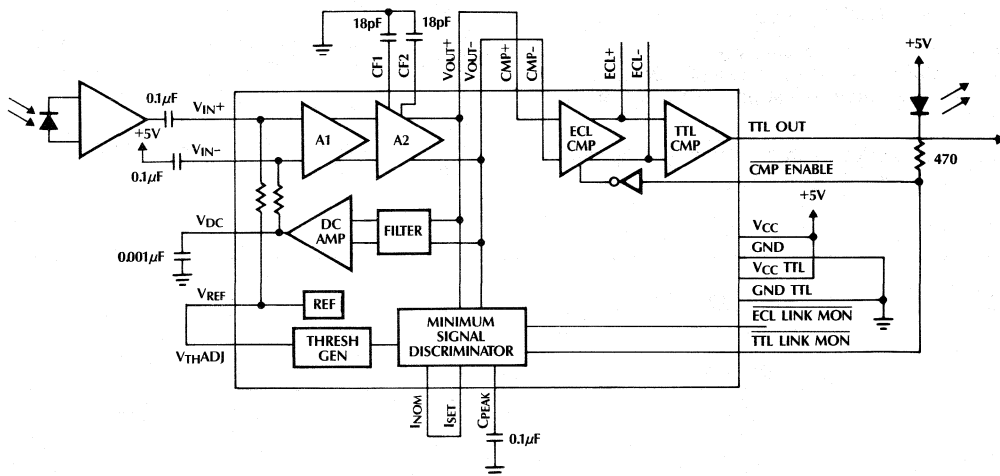 18pF
18pF
CF1
CF2
VOUT+
VOUT–
CMP+
CMP–
ECL+
ECL–
+5V
0.1µF
VIN+
+5V
VIN–
0.1µF
A1
A2
ECL
CMP
TTL
CMP
TTL OUT
470
CMP ENABLE
+5V
VDC
DC
AMP
FILTER
VCC
GND
0.001µF
VCC TTL
GND TTL
VREF
REF
ECL LINK MON
MINIMUM
SIGNAL
DISCRIMINATOR
THRESH
GEN
TTL LINK MON
VTHADJ
INOM
ISET
CPEAK
0.1µF